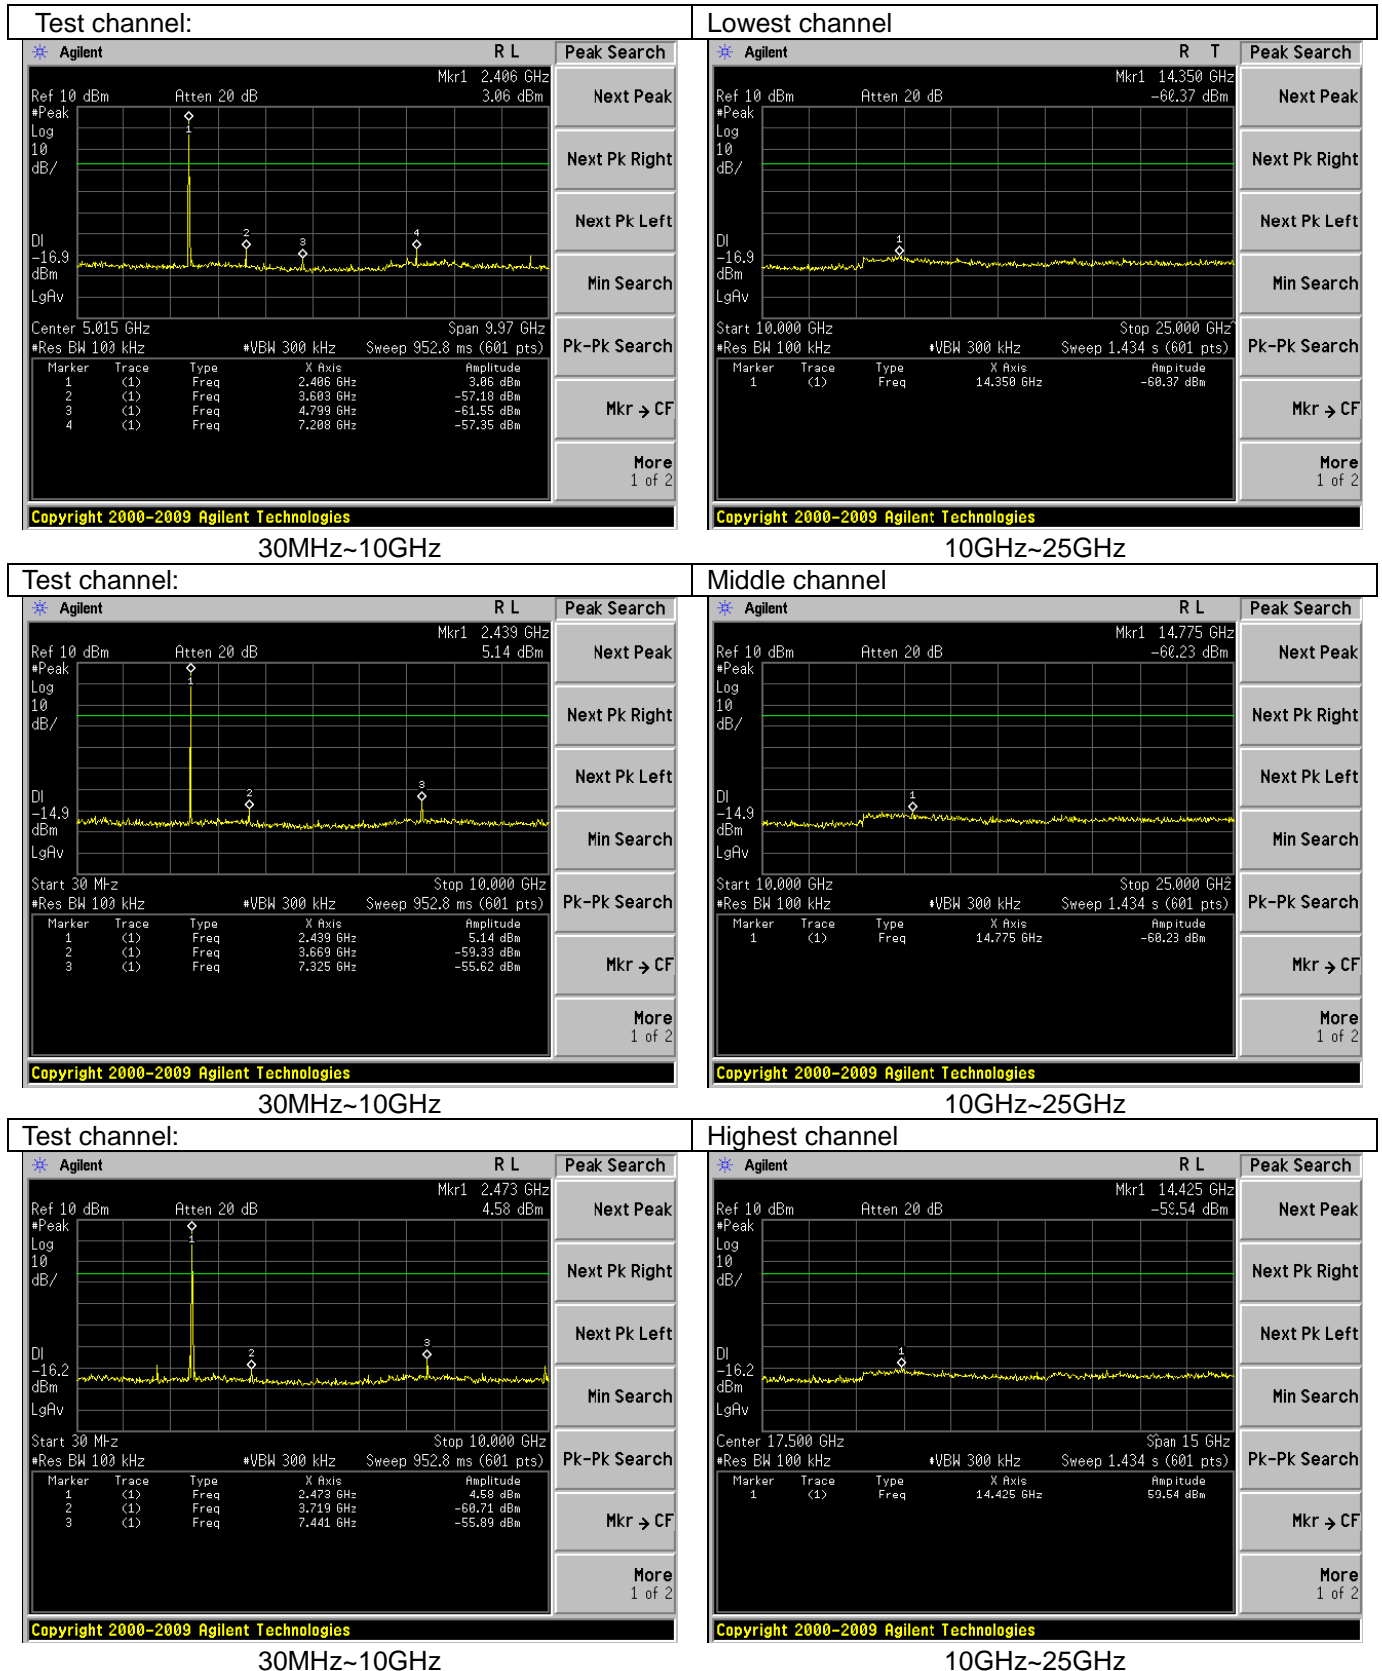 Test channel: Lowest channel
Agilent R L Peak Search
Mkr1 2.406 GHz
Ref 10 dBm Atten 20 dB 3.06 dBm
#Peak
Log
10
dB/
1
2
3
4
DI
-16.9
dBm
LgAv
Center 5.015 GHz Span 9.97 GHz
#Res BW 100 kHz #VBW 300 kHz Sweep 952.8 ms (601 pts)
Marker Trace Type X Axis Amplitude
1 (1) Freq 2.406 GHz 3.06 dBm
2 (1) Freq 3.603 GHz -57.18 dBm
3 (1) Freq 4.799 GHz -61.55 dBm
4 (1) Freq 7.208 GHz -57.35 dBm
Next Peak
Next Pk Right
Next Pk Left
Min Search
Pk-Pk Search
Mkr → CF
More
1 of 2
Copyright 2000-2009 Agilent Technologies
30MHz~10GHz
Agilent R T Peak Search
Mkr1 14.350 GHz
Ref 10 dBm Atten 20 dB -60.37 dBm
#Peak
Log
10
dB/
1
DI
-16.9
dBm
LgAv
Start 10.000 GHz Stop 25.000 GHz
#Res BW 100 kHz #VBW 300 kHz Sweep 1.434 s (601 pts)
Marker Trace Type X Axis Amplitude
1 (1) Freq 14.350 GHz -60.37 dBm
Next Peak
Next Pk Right
Next Pk Left
Min Search
Pk-Pk Search
Mkr → CF
More
1 of 2
Copyright 2000-2009 Agilent Technologies
10GHz~25GHz
Test channel: Middle channel
Agilent R L Peak Search
Mkr1 2.439 GHz
Ref 10 dBm Atten 20 dB 5.14 dBm
#Peak
Log
10
dB/
1
2
3
DI
-14.9
dBm
LgAv
Start 30 MHz Stop 10.000 GHz
#Res BW 100 kHz #VBW 300 kHz Sweep 952.8 ms (601 pts)
Marker Trace Type X Axis Amplitude
1 (1) Freq 2.439 GHz 5.14 dBm
2 (1) Freq 3.669 GHz -59.33 dBm
3 (1) Freq 7.325 GHz -55.62 dBm
Next Peak
Next Pk Right
Next Pk Left
Min Search
Pk-Pk Search
Mkr → CF
More
1 of 2
Copyright 2000-2009 Agilent Technologies
30MHz~10GHz
Agilent R L Peak Search
Mkr1 14.775 GHz
Ref 10 dBm Atten 20 dB -60.23 dBm
#Peak
Log
10
dB/
1
DI
-14.9
dBm
LgAv
Start 10.000 GHz Stop 25.000 GHz
#Res BW 100 kHz #VBW 300 kHz Sweep 1.434 s (601 pts)
Marker Trace Type X Axis Amplitude
1 (1) Freq 14.775 GHz -60.23 dBm
Next Peak
Next Pk Right
Next Pk Left
Min Search
Pk-Pk Search
Mkr → CF
More
1 of 2
Copyright 2000-2009 Agilent Technologies
10GHz~25GHz
Test channel: Highest channel
Agilent R L Peak Search
Mkr1 2.473 GHz
Ref 10 dBm Atten 20 dB 4.58 dBm
#Peak
Log
10
dB/
1
2
3
DI
-16.2
dBm
LgAv
Start 30 MHz Stop 10.000 GHz
#Res BW 100 kHz #VBW 300 kHz Sweep 952.8 ms (601 pts)
Marker Trace Type X Axis Amplitude
1 (1) Freq 2.473 GHz 4.58 dBm
2 (1) Freq 3.719 GHz -60.71 dBm
3 (1) Freq 7.441 GHz -55.89 dBm
Next Peak
Next Pk Right
Next Pk Left
Min Search
Pk-Pk Search
Mkr → CF
More
1 of 2
Copyright 2000-2009 Agilent Technologies
30MHz~10GHz
Agilent R L Peak Search
Mkr1 14.425 GHz
Ref 10 dBm Atten 20 dB -59.54 dBm
#Peak
Log
10
dB/
1
DI
-16.2
dBm
LgAv
Center 17.500 GHz Span 15 GHz
#Res BW 100 kHz #VBW 300 kHz Sweep 1.434 s (601 pts)
Marker Trace Type X Axis Amplitude
1 (1) Freq 14.425 GHz 59.54 dBm
Next Peak
Next Pk Right
Next Pk Left
Min Search
Pk-Pk Search
Mkr → CF
More
1 of 2
Copyright 2000-2009 Agilent Technologies
10GHz~25GHz